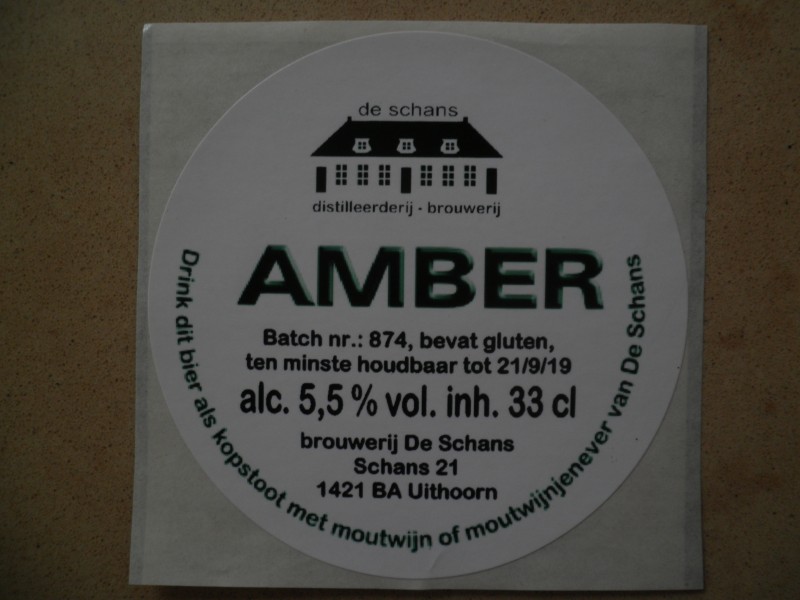 de schans
distilleerderij - brouwerij
AMBER
Batch nr.: 874, bevat gluten,
ten minste houdbaar tot 21/9/19
alc. 5,5 % vol. inh. 33 cl
brouwerij De Schans
Schans 21
1421 BA Uithoorn
Drink dit bier als kopstoot met moutwijn of moutwijnjenever van De Schans